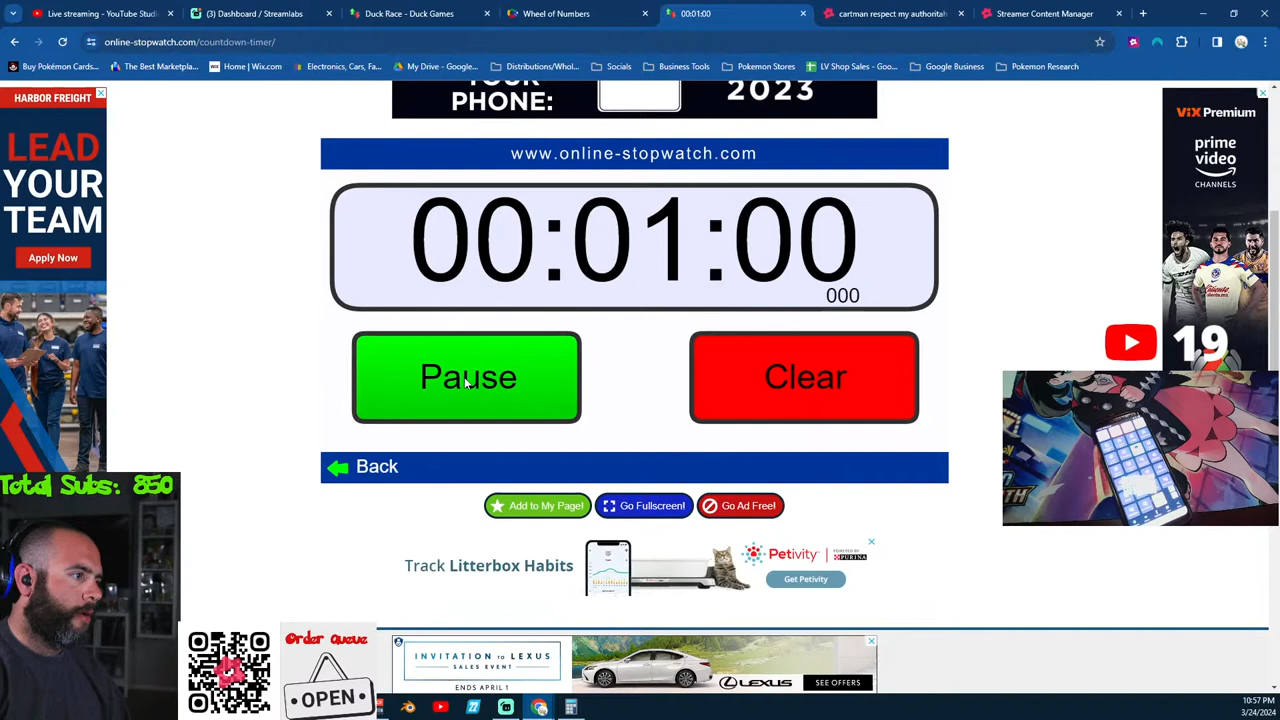 Live streaming - YouTube Studi
(3) Dashboard / Streamlabs
Duck Race - Duck Games
Wheel of Numbers
00:01:00
cartman respect my authoritah
Streamer Content Manager
online-stopwatch.com/countdown-timer/
Buy Pokémon Cards...
The Best Marketpla...
WiX
Home | Wix.com
Electronics, Cars, Fa...
My Drive - Google...
Distributions/Whol...
Socials
Business Tools
Pokemon Stores
LV Shop Sales - Goo...
Google Business
Pokemon Research
HARBOR FREIGHT
LEAD
YOUR
TEAM
Apply Now
YOUR
PHONE:
2023
www.online-stopwatch.com
00:01:00
000
Pause
Clear
Back
Add to My Page!
Go Fullscreen!
Go Ad Free!
ViX Premium
prime video
CHANNELS
19
Track Litterbox Habits
Petivity
POWERED BY
PURINA
Get Petivity
Total Subs: 850
Order Queue
OPEN
INVITATION TO LEXUS
SALES EVENT
ENDS APRIL 1
LEXUS
SEE OFFERS
10:57 PM
3/24/2024